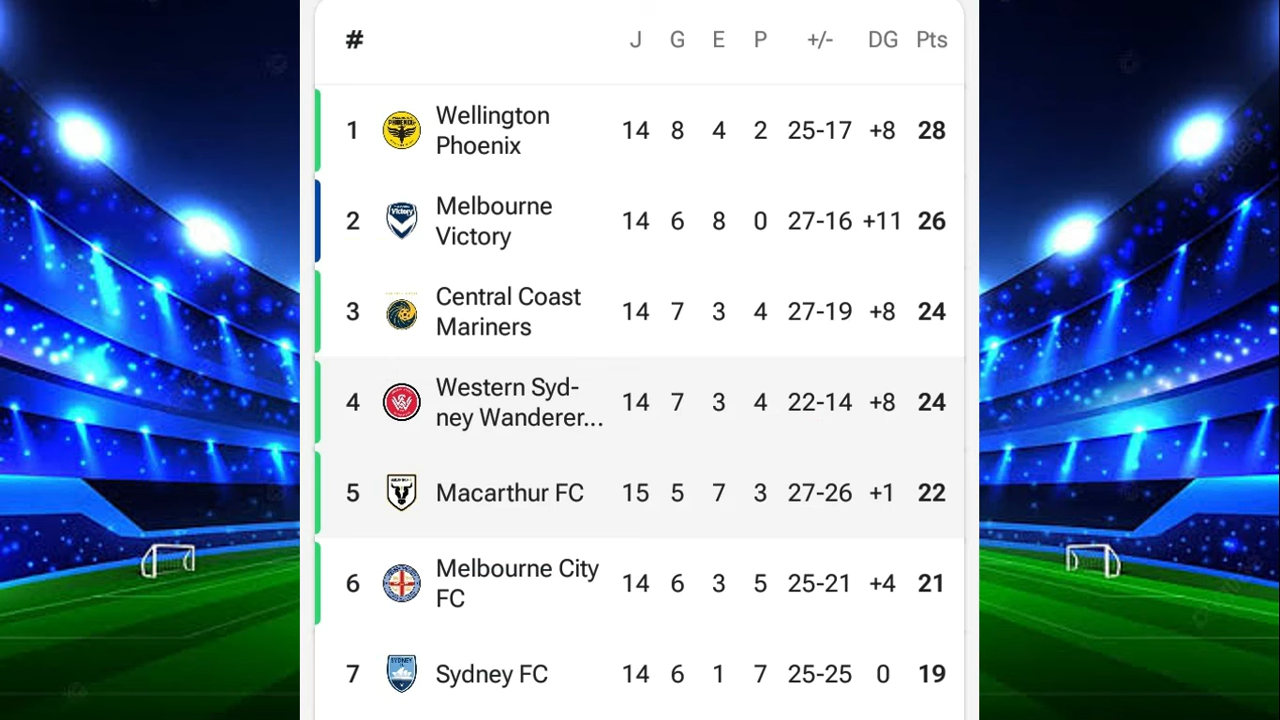 # J G E P +/- DG Pts
1 Wellington Phoenix 14 8 4 2 25-17 +8 28
2 Melbourne Victory 14 6 8 0 27-16 +11 26
3 Central Coast Mariners 14 7 3 4 27-19 +8 24
4 Western Syd-
ney Wanderer... 14 7 3 4 22-14 +8 24
5 Macarthur FC 15 5 7 3 27-26 +1 22
6 Melbourne City FC 14 6 3 5 25-21 +4 21
7 Sydney FC 14 6 1 7 25-25 0 19